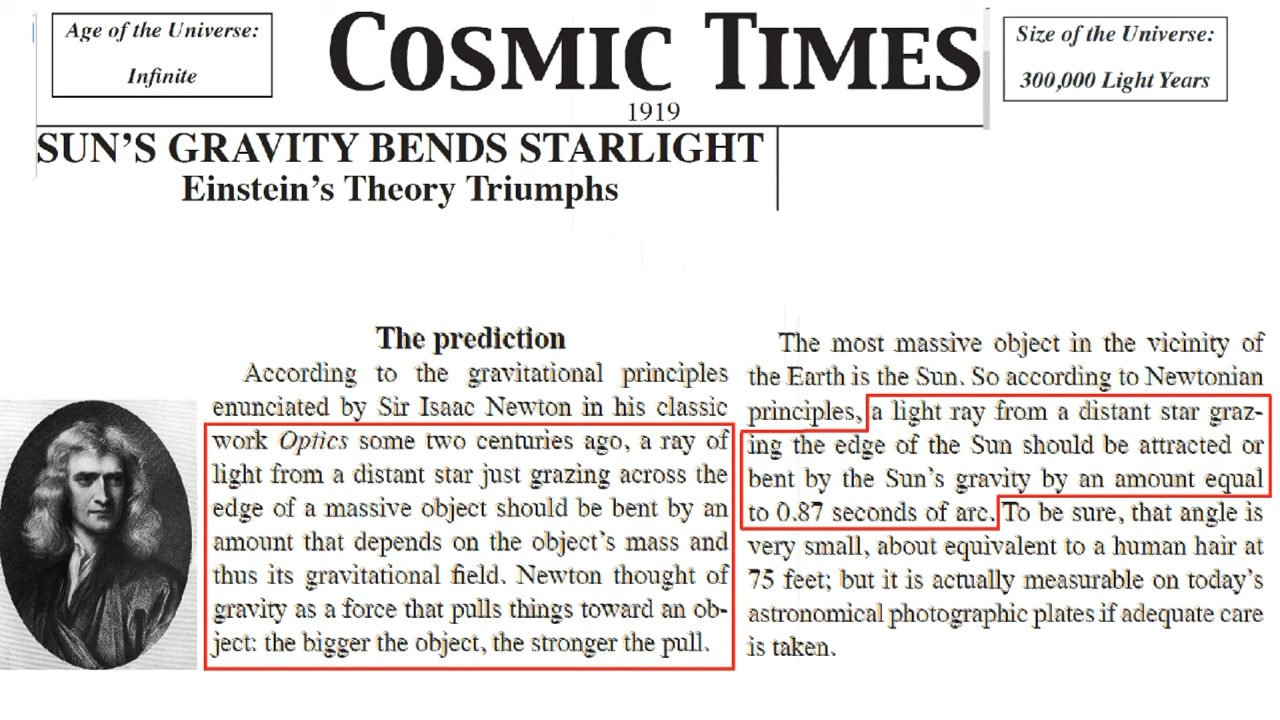 Age of the Universe:
Infinite
COSMIC TIMES
1919
Size of the Universe:
300,000 Light Years
SUN'S GRAVITY BENDS STARLIGHT
Einstein's Theory Triumphs
The prediction
According to the gravitational principles
enunciated by Sir Isaac Newton in his classic
work Optics some two centuries ago, a ray of
light from a distant star just grazing across the
edge of a massive object should be bent by an
amount that depends on the object's mass and
thus its gravitational field. Newton thought of
gravity as a force that pulls things toward an ob-
ject: the bigger the object, the stronger the pull.
The most massive object in the vicinity of
the Earth is the Sun. So according to Newtonian
principles, a light ray from a distant star graz-
ing the edge of the Sun should be attracted or
bent by the Sun's gravity by an amount equal
to 0.87 seconds of arc. To be sure, that angle is
very small, about equivalent to a human hair at
75 feet; but it is actually measurable on today's
astronomical photographic plates if adequate care
is taken.